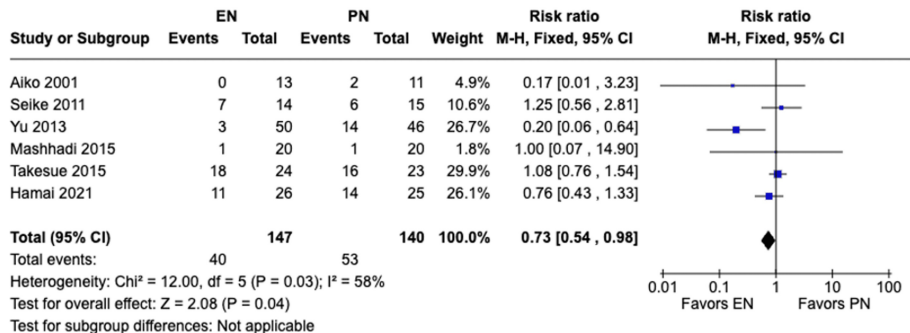 EN PN Risk ratio Risk ratio
Study or Subgroup Events Total Events Total Weight M-H, Fixed, 95% CI M-H, Fixed, 95% CI
Aiko 2001 0 13 2 11 4.9% 0.17 [0.01 , 3.23]
Seike 2011 7 14 6 15 10.6% 1.25 [0.56 , 2.81]
Yu 2013 3 50 14 46 26.7% 0.20 [0.06 , 0.64]
Mashhadi 2015 1 20 1 20 1.8% 1.00 [0.07 , 14.90]
Takesue 2015 18 24 16 23 29.9% 1.08 [0.76 , 1.54]
Hamai 2021 11 26 14 25 26.1% 0.76 [0.43 , 1.33]
Total (95% CI) 147 140 100.0% 0.73 [0.54 , 0.98]
Total events: 40 53
Heterogeneity: Chi² = 12.00, df = 5 (P = 0.03); I² = 58%
Test for overall effect: Z = 2.08 (P = 0.04)
Test for subgroup differences: Not applicable
0.01 0.1 1 10 100
Favors EN Favors PN